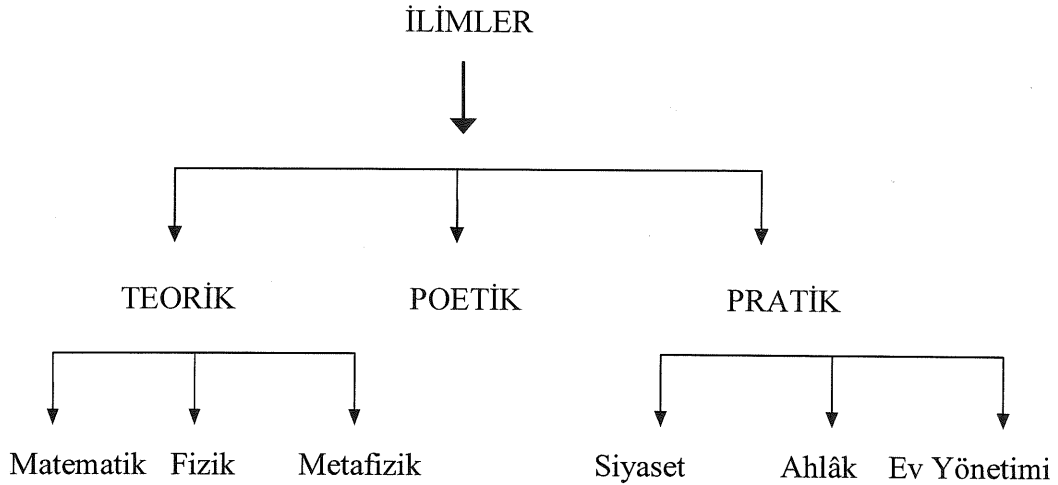 İLİMLER
TEORİK POETİK PRATİK
Matematik Fizik Metafizik Siyaset Ahlâk Ev Yönetimi